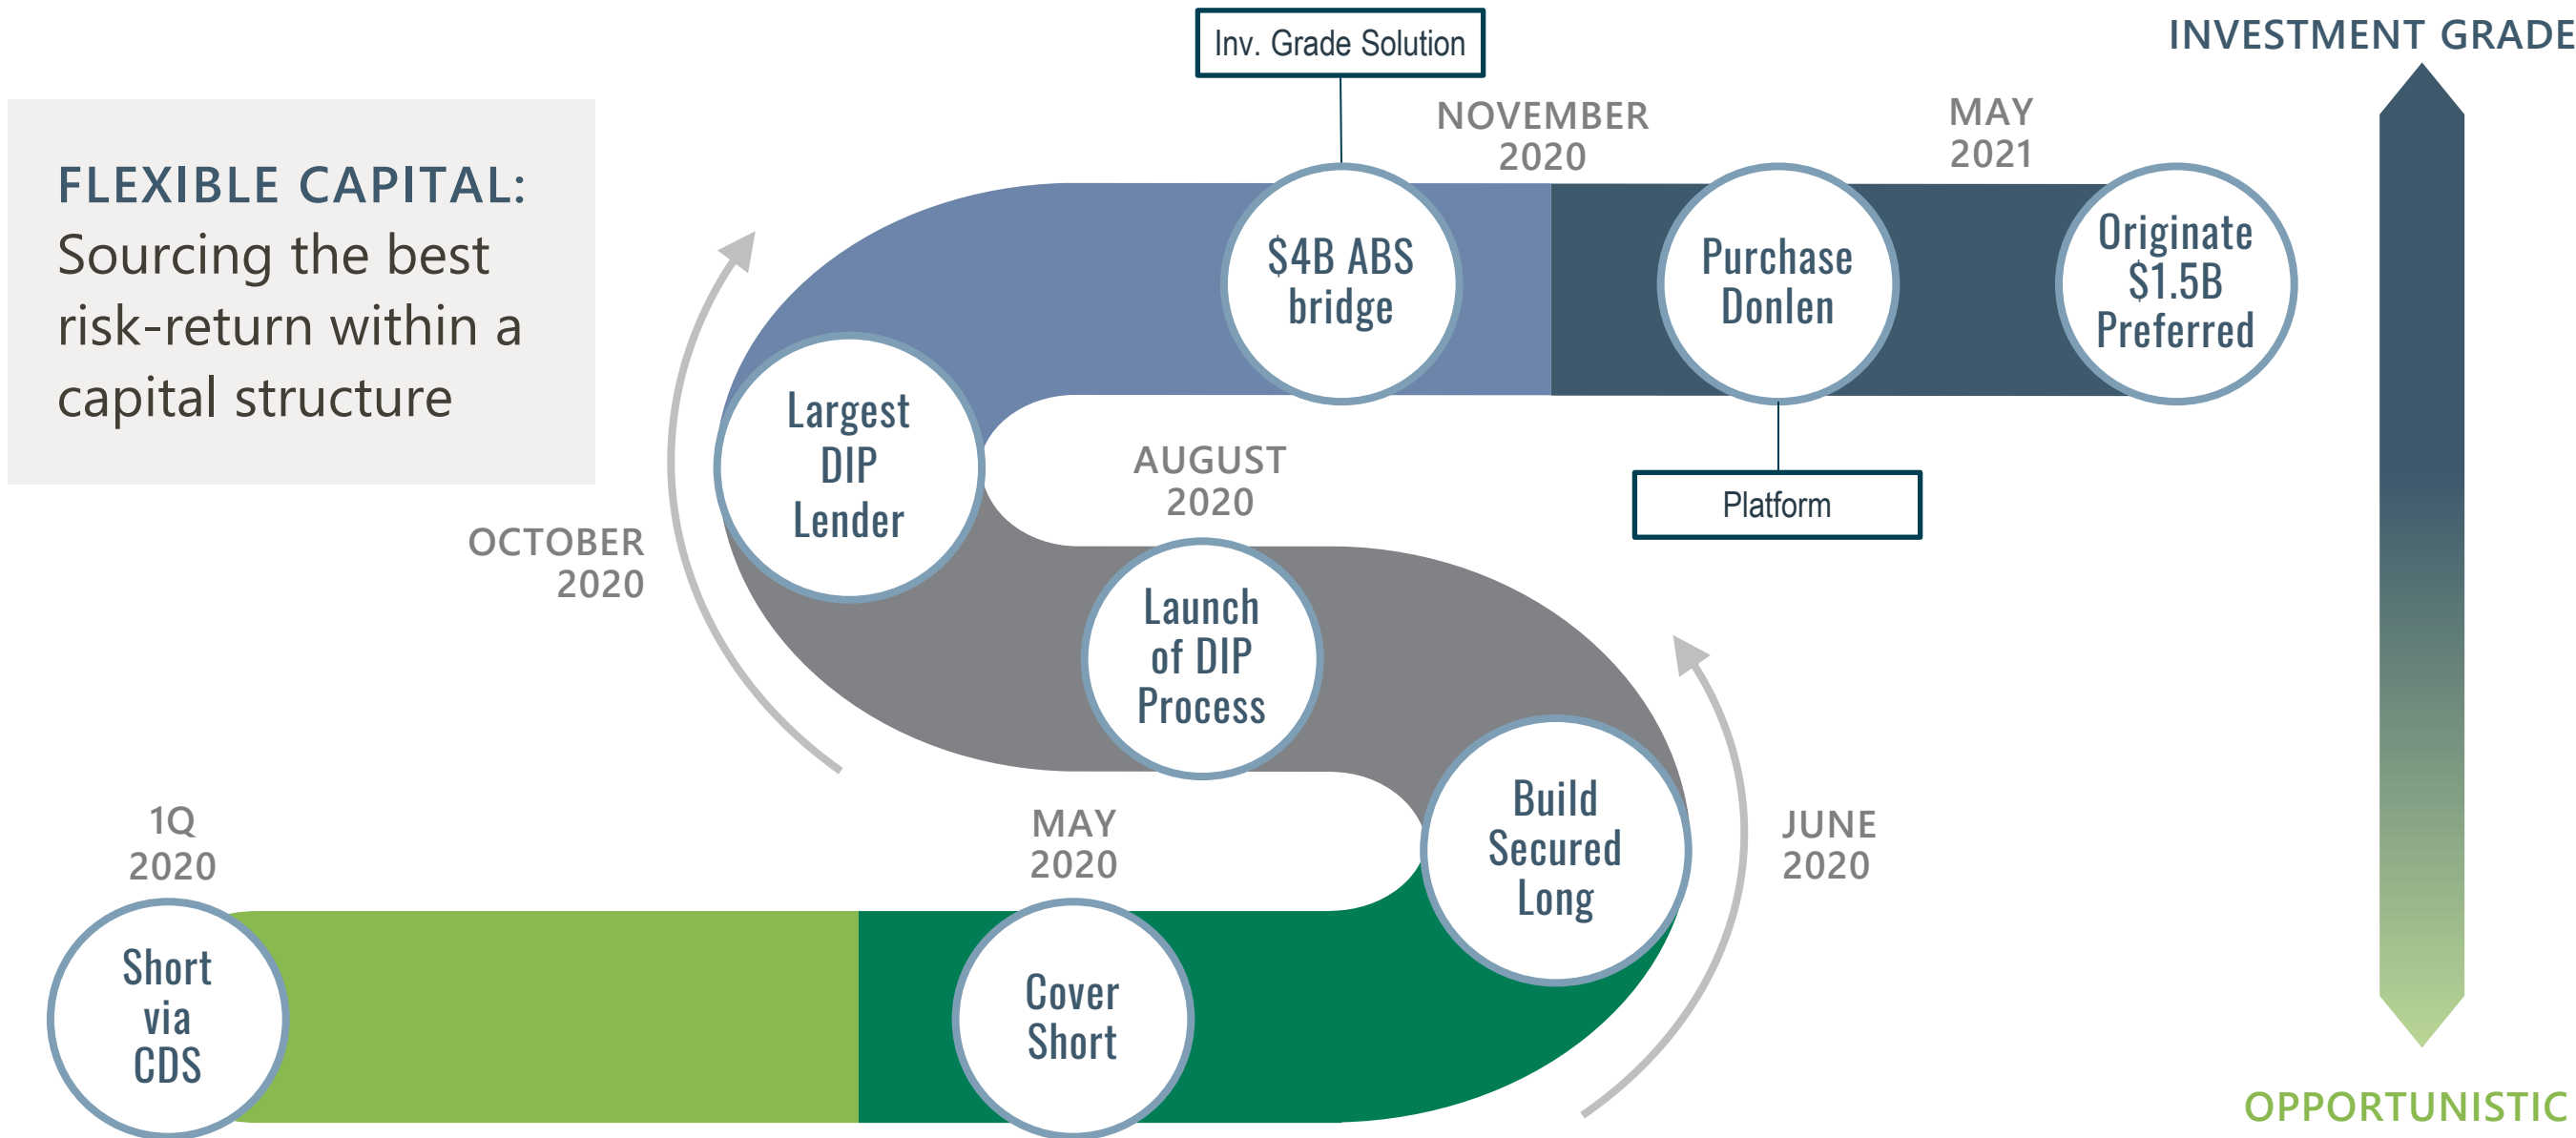 Inv. Grade Solution
INVESTMENT GRADE
FLEXIBLE CAPITAL:
Sourcing the best
risk-return within a
capital structure
NOVEMBER
2020
MAY
2021
$4B ABS
bridge
Purchase
Donlen
Originate
$1.5B
Preferred
Largest
DIP
Lender
Platform
OCTOBER
2020
AUGUST
2020
Launch
of DIP
Process
Build
Secured
Long
JUNE
2020
1Q
2020
MAY
2020
Short
via
CDS
Cover
Short
OPPORTUNISTIC